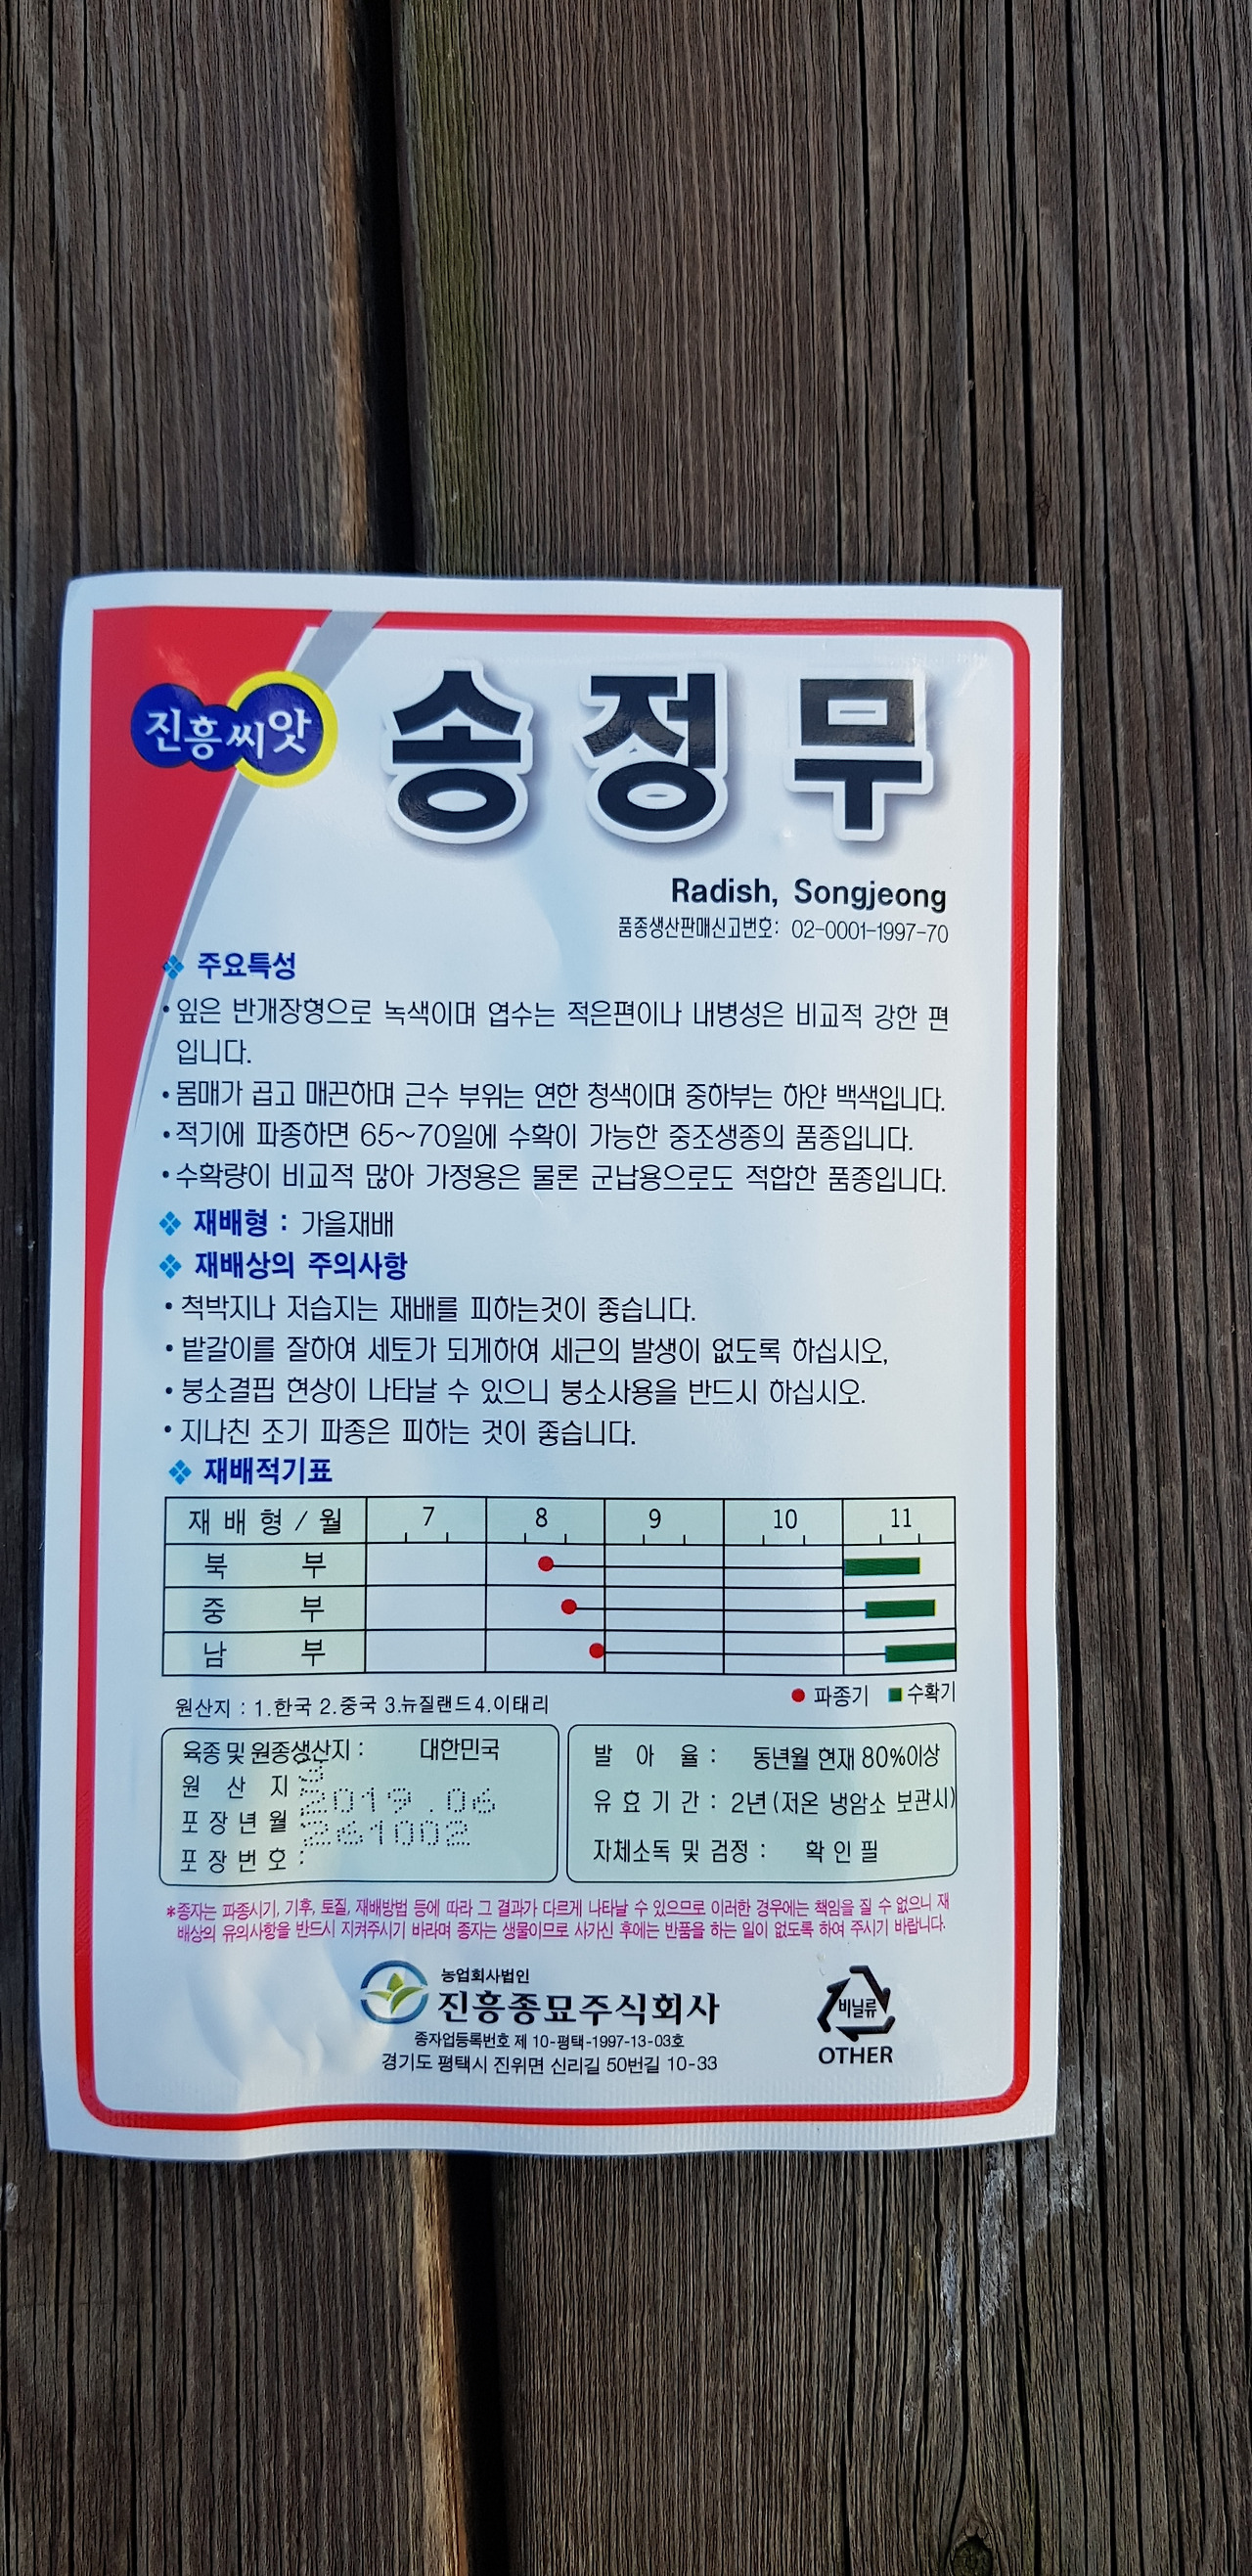 진흥씨앗
송정무
Radish, Songjeong
품종생산판매신고번호: 02-0001-1997-70
주요특성
• 잎은 반개장형으로 녹색이며 엽수는 적은편이나 내병성은 비교적 강한 편
입니다.
• 몸매가 곱고 매끈하며 근수 부위는 연한 청색이며 중하부는 하얀 백색입니다.
• 적기에 파종하면 65~70일에 수확이 가능한 중조생종의 품종입니다.
• 수확량이 비교적 많아 가정용은 물론 군납용으로도 적합한 품종입니다.
재배형 : 가을재배
재배상의 주의사항
• 척박지나 저습지는 재배를 피하는것이 좋습니다.
• 밭갈이를 잘하여 세토가 되게하여 세근의 발생이 없도록 하십시오,
• 붕소결핍 현상이 나타날 수 있으니 붕소사용을 반드시 하십시오.
• 지나친 조기 파종은 피하는 것이 좋습니다.
재배적기표
재배형/월 7 8 9 10 11
북부
중부
남부
● 파종기 ■ 수확기
원산지 : 1.한국 2.중국 3.뉴질랜드 4.이태리
육종 및 원종생산지 : 대한민국
원산지 3
포장년월 2019.06
포장번호 : 261002
발아율 : 동년월 현재 80%이상
유효기간 : 2년(저온 냉암소 보관시)
자체소독 및 검정 : 확인필
*종자는 파종시기, 기후, 토질, 재배방법 등에 따라 그 결과가 다르게 나타날 수 있으므로 이러한 경우에는 책임을 질 수 없으니 재
배상의 유의사항을 반드시 지켜주시기 바라며 종자는 생물이므로 사가신 후에는 반품을 하는 일이 없도록 하여 주시기 바랍니다.
농업회사법인
진흥종묘주식회사
종자업등록번호 제 10-평택-1997-13-03호
경기도 평택시 진위면 신리길 50번길 10-33
비닐류
OTHER